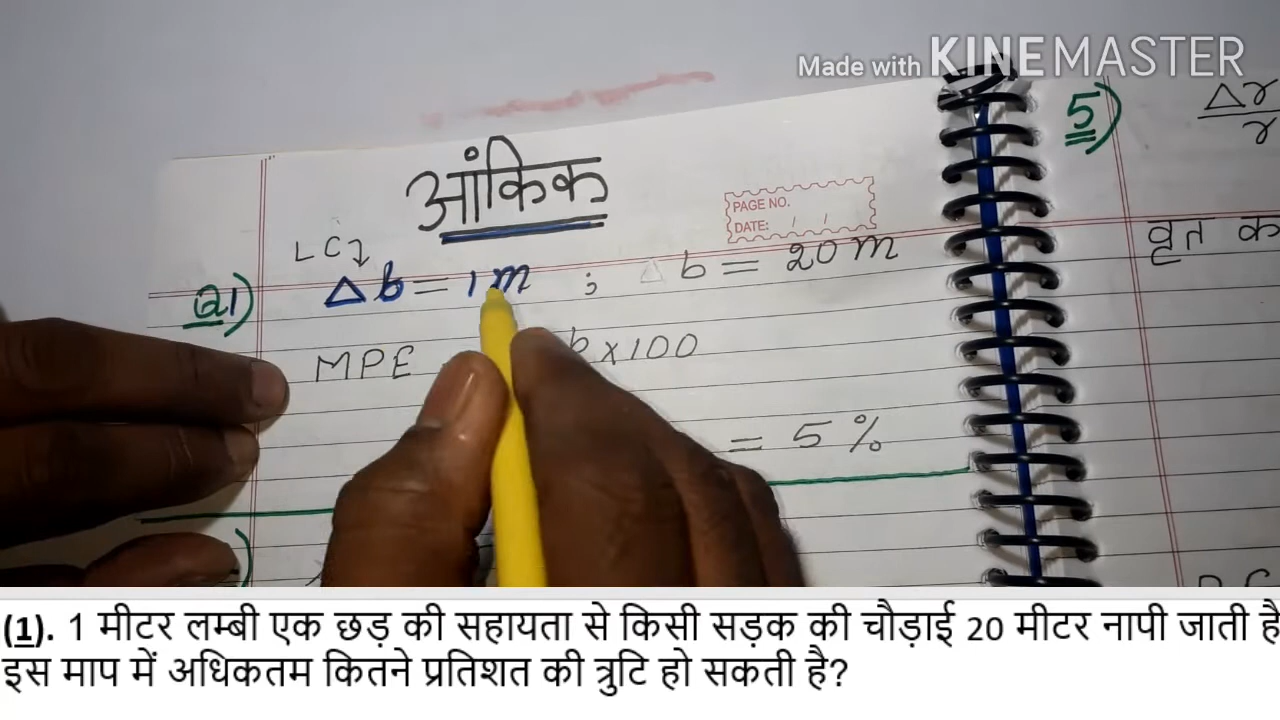 Made with KINEMASTER
5) Δr
r
आंकिक
PAGE NO.
DATE: / /
LC
Q1) Δb = 1m ; Δ b = 20m
वृत क
MPE b × 100
= 5 %
(1). 1 मीटर लम्बी एक छड़ की सहायता से किसी सड़क की चौड़ाई 20 मीटर नापी जाती है
इस माप में अधिकतम कितने प्रतिशत की त्रुटि हो सकती है?